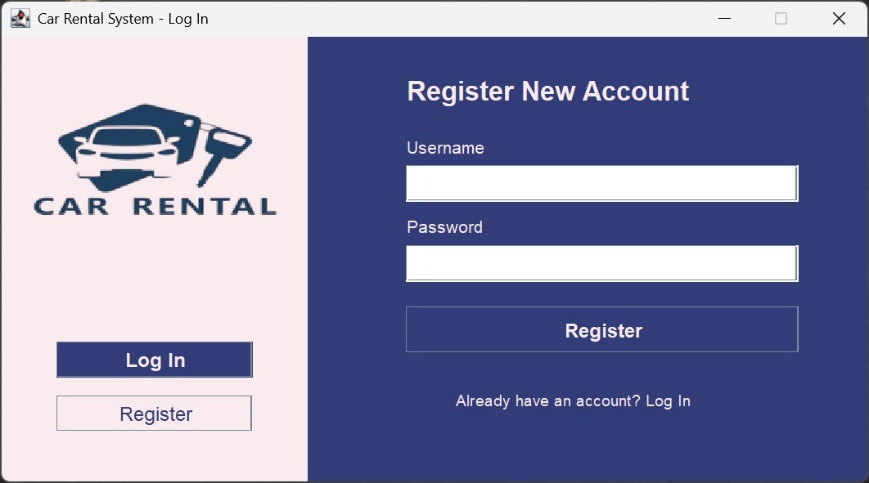 Car Rental System - Log In
CAR RENTAL
Log In
Register
Register New Account
Username
Password
Register
Already have an account? Log In